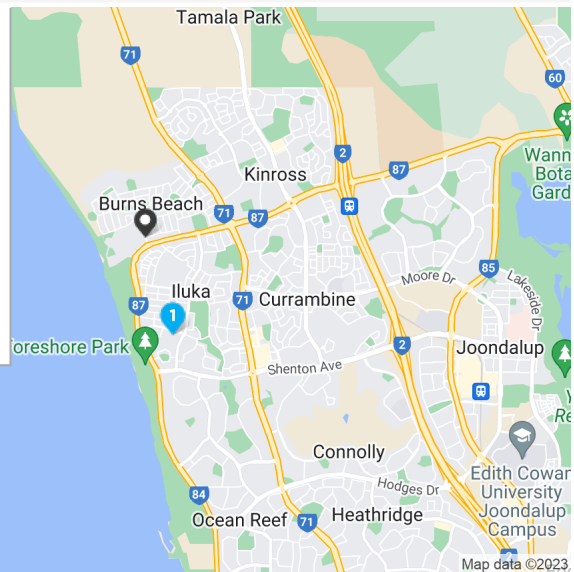 Tamala Park
71
60
2
Wann
Bota
Gard
87
Kinross
Burns Beach
71
87
85
Moore Dr
Lakeside Dr
Iluka
71
Currambine
87
1
oreshore Park
2
Joondalup
Shenton Ave
Y
Re
Connolly
Edith Cowan
University
Joondalup
Campus
Hodges Dr
84
Ocean Reef
71
Heathridge
2
Map data ©2023